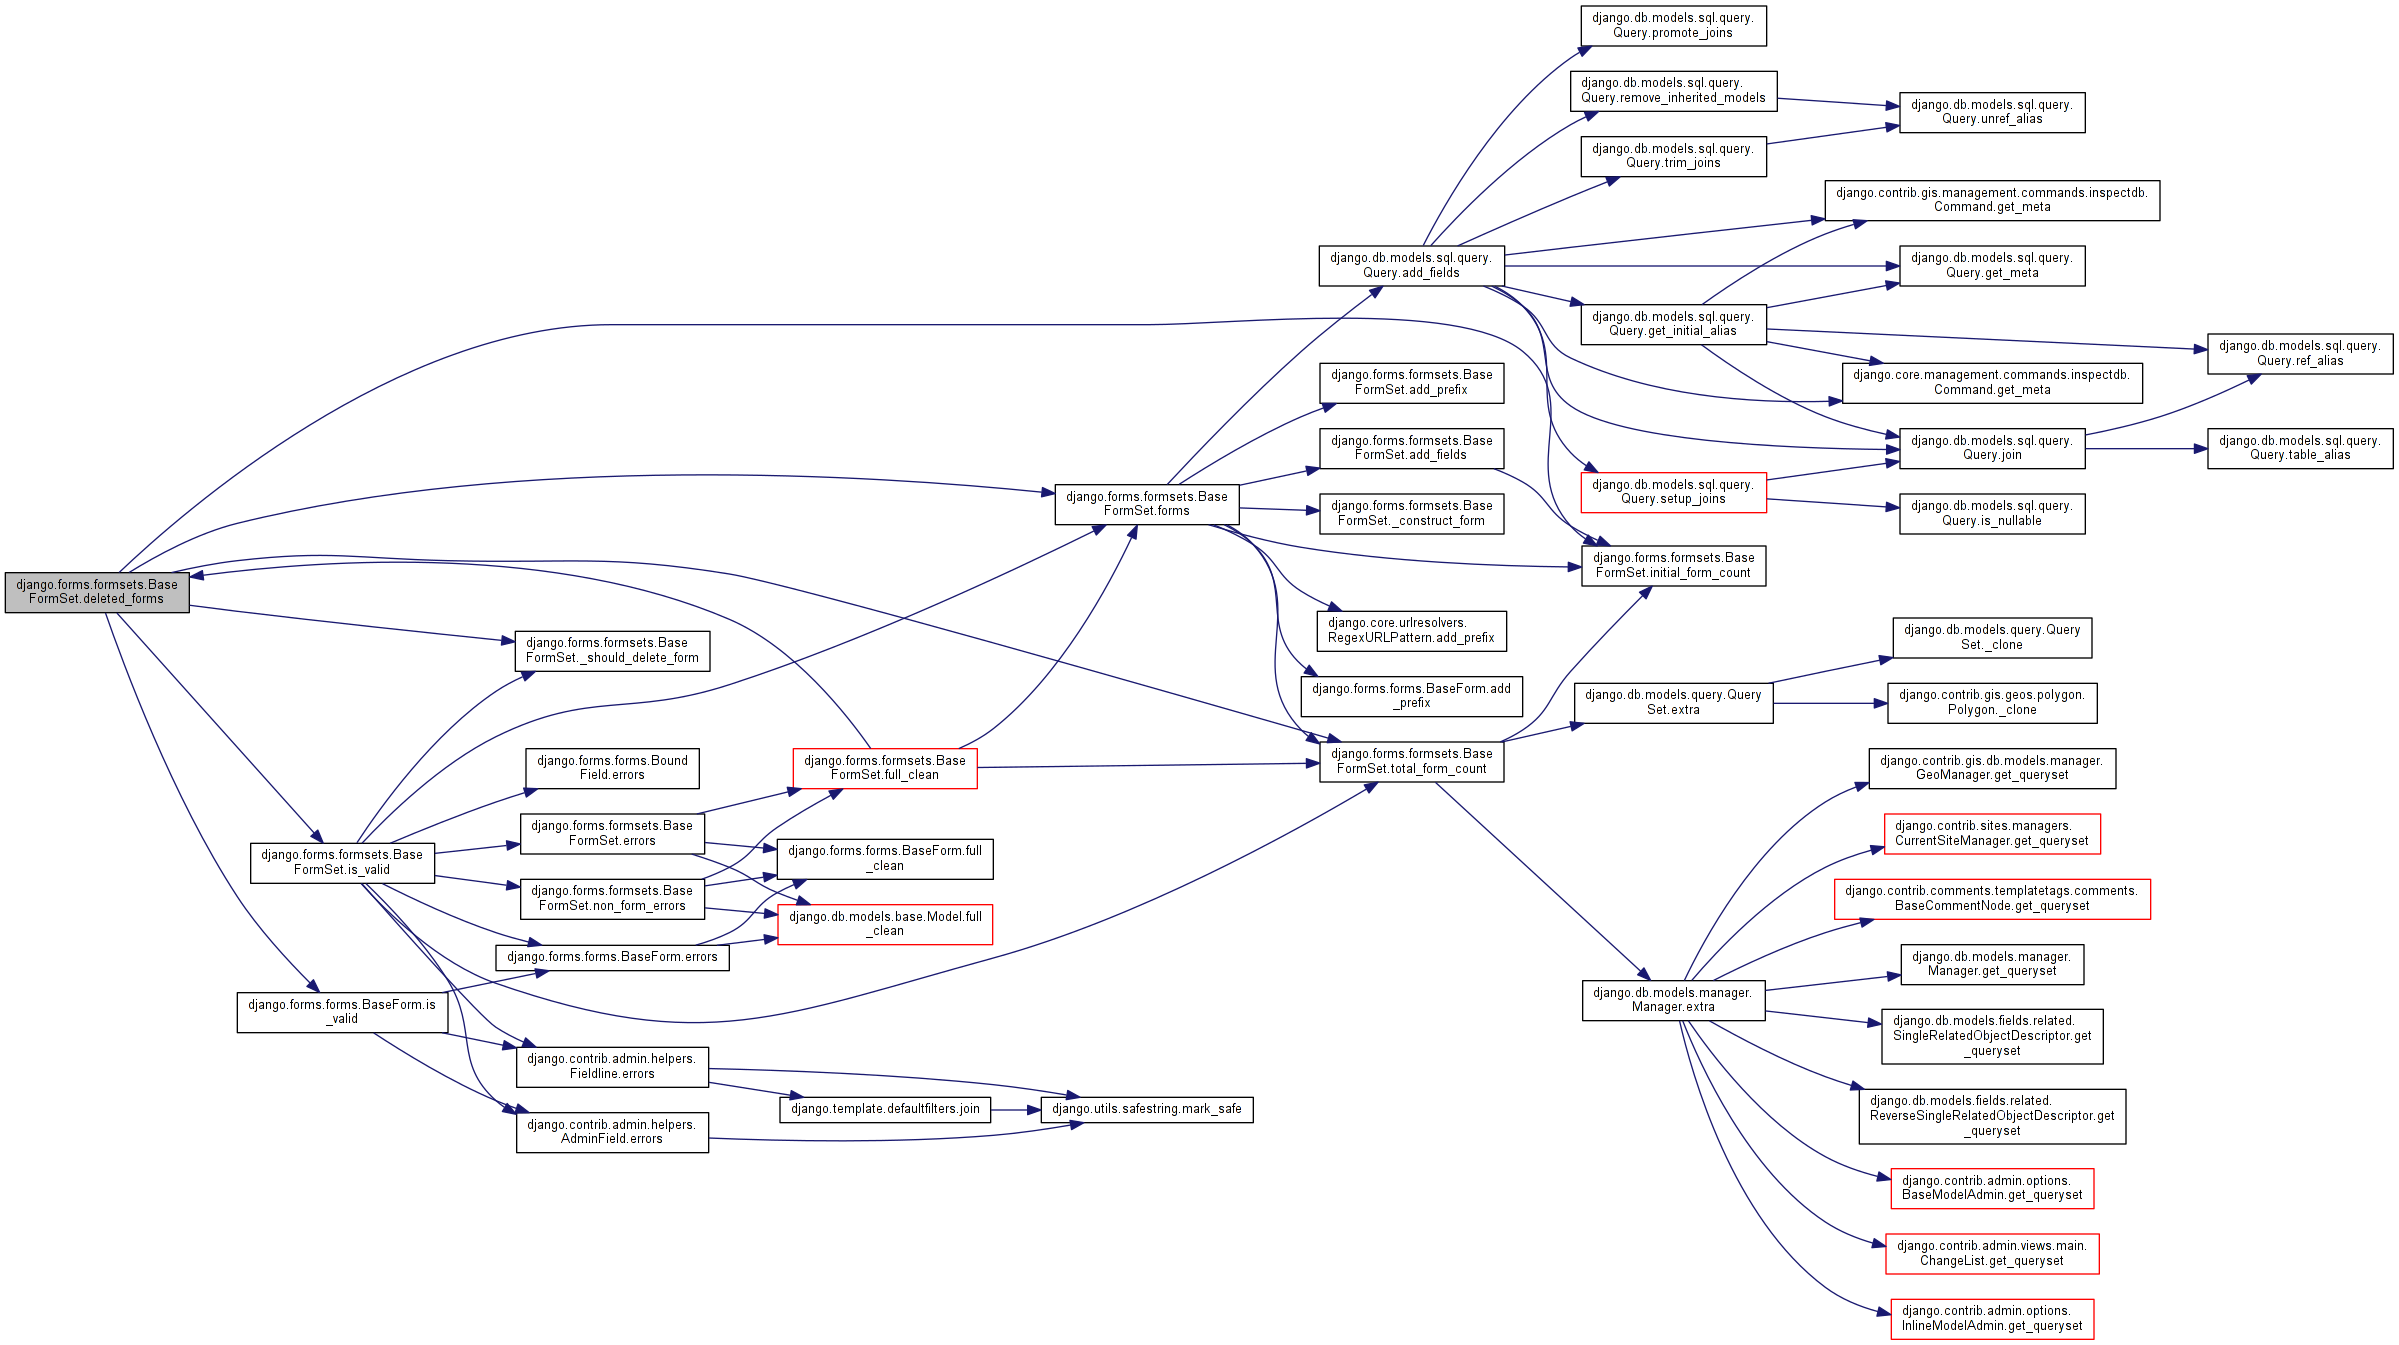 django.forms.formsets.Base
FormSet.deleted_forms
django.forms.formsets.Base
FormSet.is_valid
django.forms.forms.BaseForm.is
_valid
django.forms.formsets.Base
FormSet._should_delete_form
django.forms.forms.Bound
Field.errors
django.forms.formsets.Base
FormSet.errors
django.forms.formsets.Base
FormSet.non_form_errors
django.forms.forms.BaseForm.errors
django.contrib.admin.helpers.
Fieldline.errors
django.contrib.admin.helpers.
AdminField.errors
django.forms.formsets.Base
FormSet.full_clean
django.forms.forms.BaseForm.full
_clean
django.db.models.base.Model.full
_clean
django.template.defaultfilters.join
django.forms.formsets.Base
FormSet.forms
django.utils.safestring.mark_safe
django.db.models.sql.query.
Query.add_fields
django.forms.formsets.Base
FormSet.add_prefix
django.forms.formsets.Base
FormSet.add_fields
django.forms.formsets.Base
FormSet._construct_form
django.core.urlresolvers.
RegexURLPattern.add_prefix
django.forms.forms.BaseForm.add
_prefix
django.forms.formsets.Base
FormSet.total_form_count
django.db.models.sql.query.
Query.promote_joins
django.db.models.sql.query.
Query.remove_inherited_models
django.db.models.sql.query.
Query.trim_joins
django.db.models.sql.query.
Query.get_initial_alias
django.db.models.sql.query.
Query.setup_joins
django.forms.formsets.Base
FormSet.initial_form_count
django.db.models.query.Query
Set.extra
django.db.models.manager.
Manager.extra
django.db.models.sql.query.
Query.unref_alias
django.contrib.gis.management.commands.inspectdb.
Command.get_meta
django.db.models.sql.query.
Query.get_meta
django.core.management.commands.inspectdb.
Command.get_meta
django.db.models.sql.query.
Query.join
django.db.models.sql.query.
Query.is_nullable
django.db.models.query.Query
Set._clone
django.contrib.gis.geos.polygon.
Polygon._clone
django.contrib.gis.db.models.manager.
GeoManager.get_queryset
django.contrib.sites.managers.
CurrentSiteManager.get_queryset
django.contrib.comments.templatetags.comments.
BaseCommentNode.get_queryset
django.db.models.manager.
Manager.get_queryset
django.db.models.fields.related.
SingleRelatedObjectDescriptor.get
_queryset
django.db.models.fields.related.
ReverseSingleRelatedObjectDescriptor.get
_queryset
django.contrib.admin.options.
BaseModelAdmin.get_queryset
django.contrib.admin.views.main.
ChangeList.get_queryset
django.contrib.admin.options.
InlineModelAdmin.get_queryset
django.db.models.sql.query.
Query.ref_alias
django.db.models.sql.query.
Query.table_alias